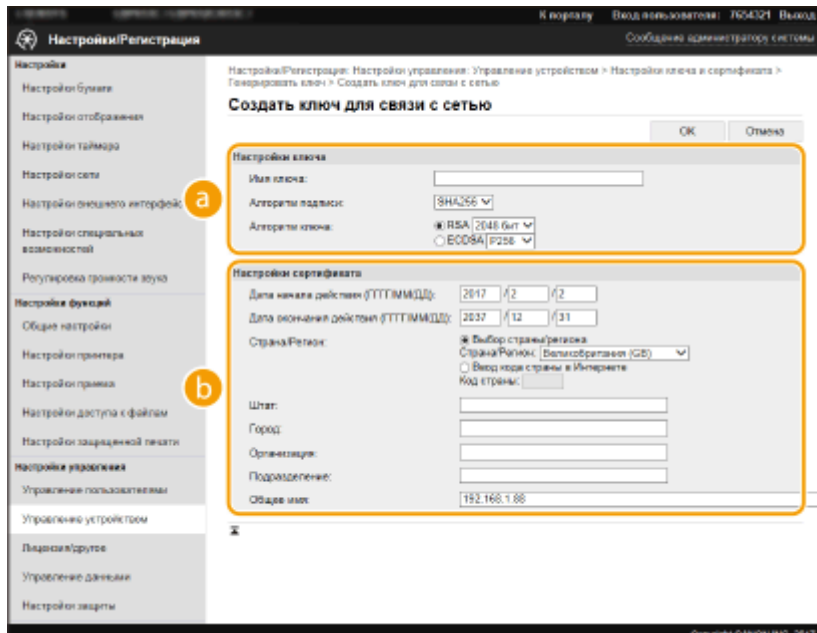 К порталу Вход пользователя: 7654321 Выход
Настройки/Регистрация
Сообщение администратору системы
Настройки
Настройки бумаги
Настройки отображения
Настройки таймера
Настройки сети
Настройки внешнего интерфейс
Настройки специальных
возможностей
Регулировка громкости звука
Настройки функций
Общие настройки
Настройки принтера
Настройки приема
Настройки доступа к файлам
Настройки защищенной печати
Настройки управления
Управление пользователями
Управление устройством
Лицензия/другое
Управление данными
Настройки защиты
Настройки/Регистрация: Настройки управления: Управление устройством > Настройки ключа и сертификата >
Генерировать ключ > Создать ключ для связи с сетью
Создать ключ для связи с сетью
OK Отмена
a
Настройки ключа
Имя ключа:
Алгоритм подписи: SHA256
Алгоритм ключа: RSA 2048 бит
ECDSA P256
b
Настройки сертификата
Дата начала действия (ГГГГ/ММ/ДД): 2017 / 2 / 2
Дата окончания действия (ГГГГ/ММ/ДД): 2037 / 12 / 31
Страна/Регион: Выбор страны/региона
Страна/Регион: Великобритания (GB)
Ввод кода страны в Интернете
Код страны:
Штат:
Город:
Организация:
Подразделение:
Общее имя: 192.168.1.88